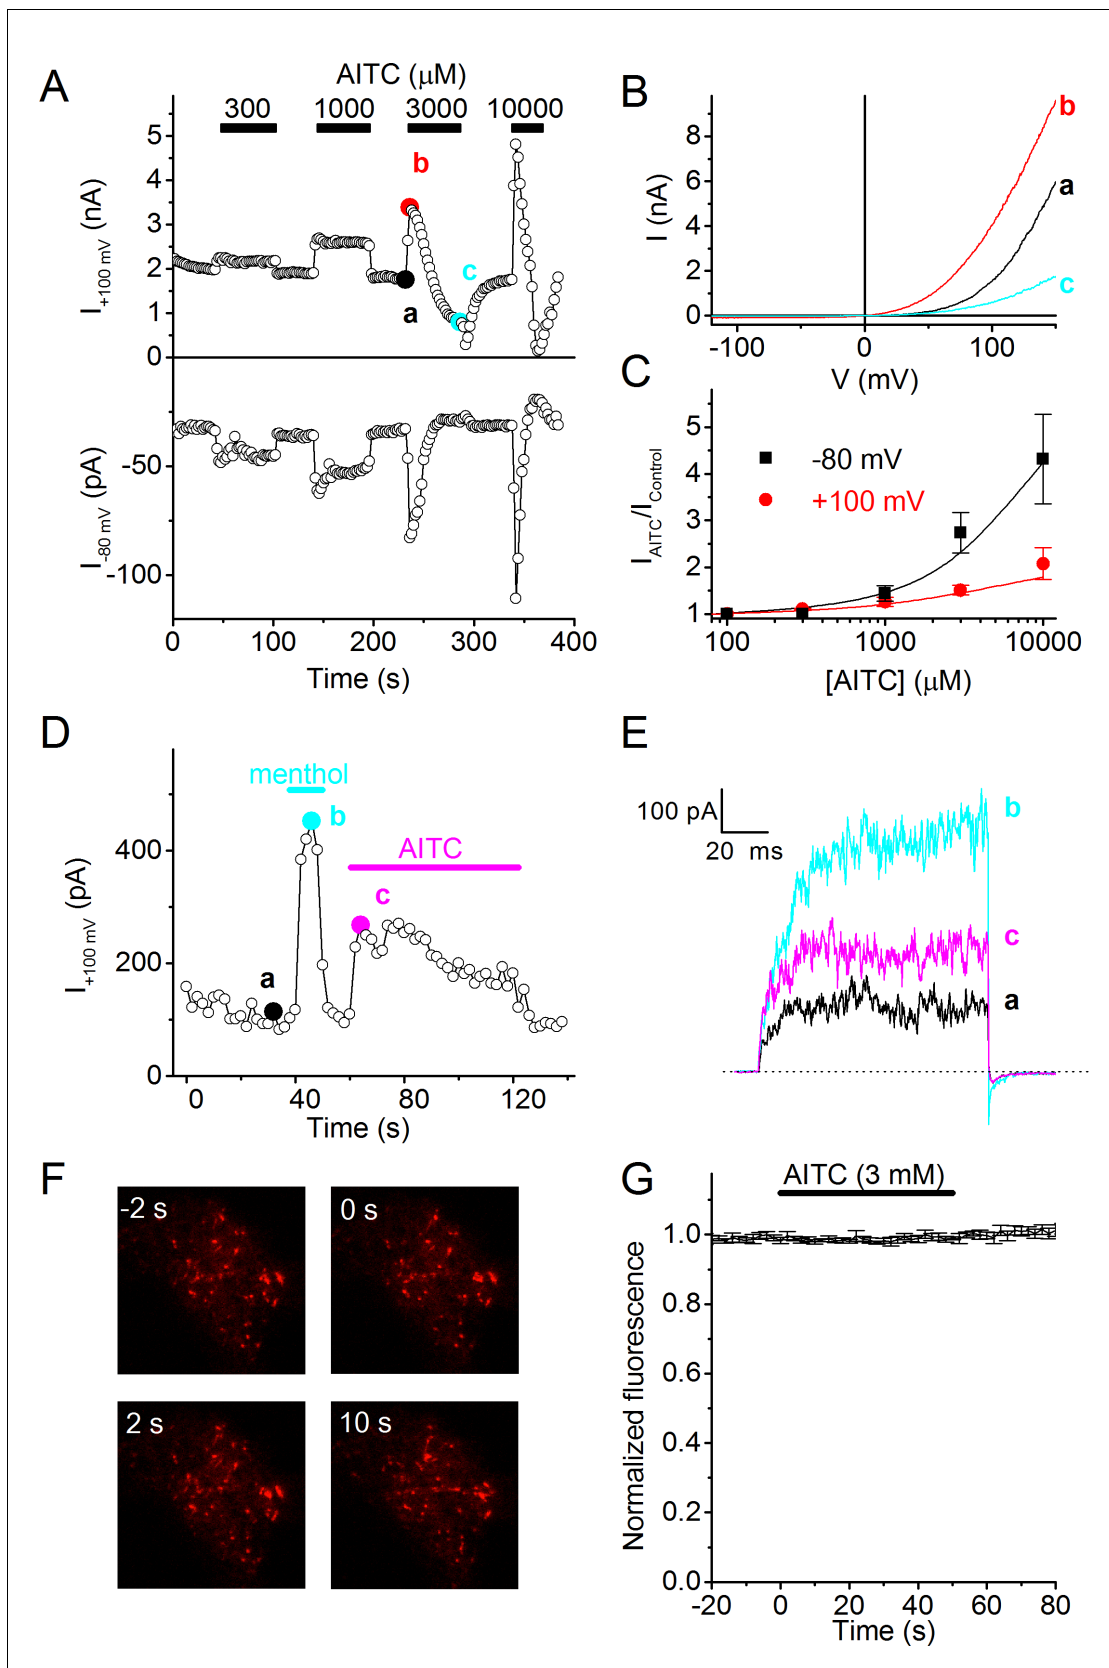 A
AITC (μM)
300 1000 3000 10000
5
4
3
2
1
0
I+100 mV (nA)
b
a
c
-50
-100
I-80 mV (pA)
0 100 200 300 400
Time (s)
B
8
6
4
2
0
I (nA)
b
a
c
-100 0 100
V (mV)
C
5
4
3
2
1
IAITC/IControl
-80 mV
+100 mV
100 1000 10000
[AITC] (μM)
D
menthol
b
AITC
c
a
400
200
0
I+100 mV (pA)
0 40 80 120
Time (s)
E
100 pA
20 ms
b
c
a
F
-2 s
0 s
2 s
10 s
G
AITC (3 mM)
1.0
0.8
0.6
0.4
0.2
0.0
Normalized fluorescence
-20 0 20 40 60 80
Time (s)